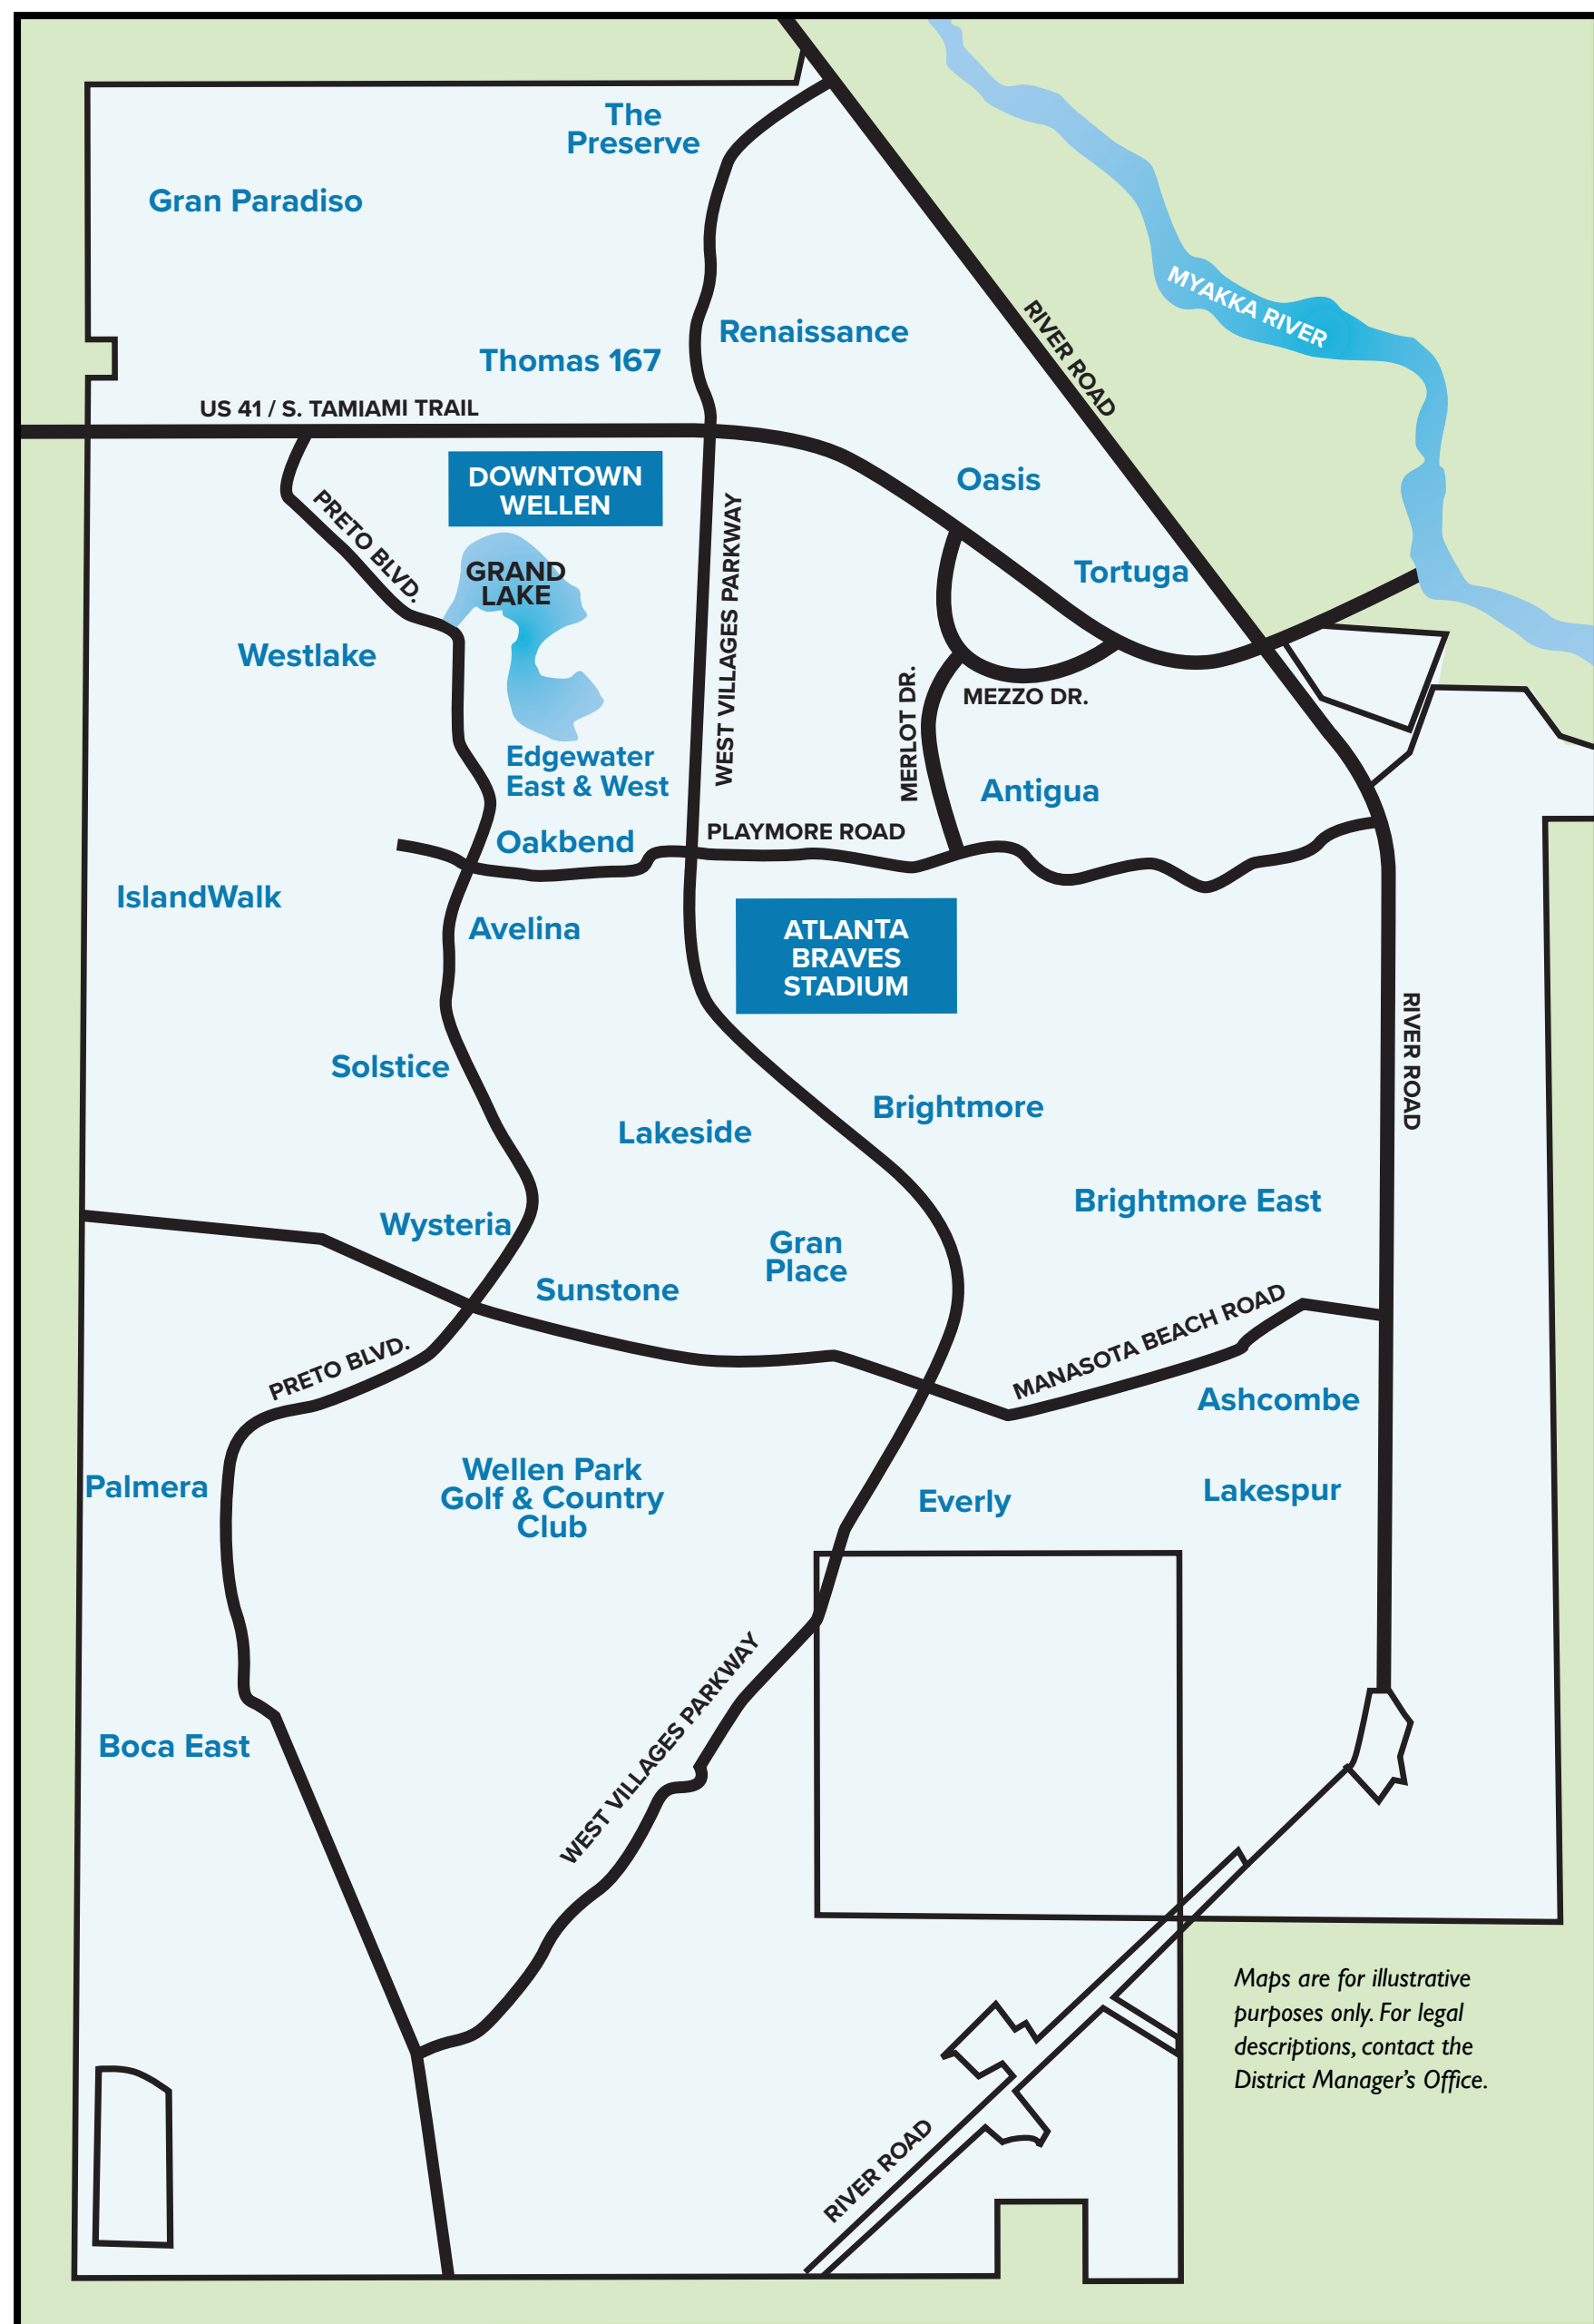 The
Preserve
Gran Paradiso
MYAKKA RIVER
RIVER ROAD
Renaissance
Thomas 167
US 41 / S. TAMIAMI TRAIL
DOWNTOWN
WELLEN
Oasis
PRETO BLVD.
WEST VILLAGES PARKWAY
GRAND
LAKE
Tortuga
Westlake
MERLOT DR.
MEZZO DR.
Edgewater
East & West
Antigua
Oakbend
PLAYMORE ROAD
IslandWalk
Avelina
ATLANTA
BRAVES
STADIUM
RIVER ROAD
Solstice
Brightmore
Lakeside
Brightmore East
Wysteria
Gran
Place
Sunstone
MANASOTA BEACH ROAD
PRETO BLVD.
Ashcombe
Palmera
Wellen Park
Golf & Country
Club
Everly
Lakespur
WEST VILLAGES PARKWAY
Boca East
Maps are for illustrative
purposes only. For legal
descriptions, contact the
District Manager's Office.
RIVER ROAD